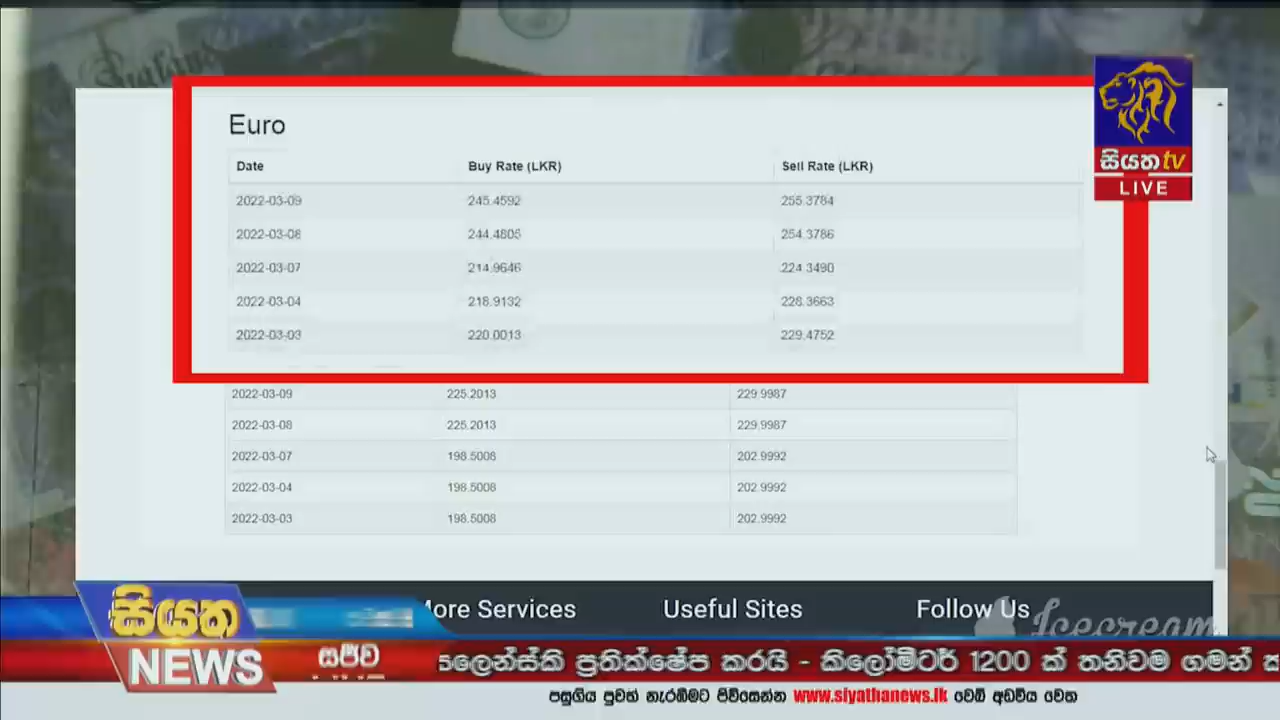 Euro
Date Buy Rate (LKR) Sell Rate (LKR)
2022-03-09 245.4592 255.3784
2022-03-08 244.4805 254.3786
2022-03-07 214.9646 224.3490
2022-03-04 218.9132 228.3663
2022-03-03 220.0013 229.4752
2022-03-09 225.2013 229.9987
2022-03-08 225.2013 229.9987
2022-03-07 198.5008 202.9992
2022-03-04 198.5008 202.9992
2022-03-03 198.5008 202.9992
සියත tv
LIVE
More Services Useful Sites Follow Us
Icecream
සියත
NEWS
සජීව
සලෙන්ස්කි ප්‍රතික්ෂේප කරයි - කිලෝමීටර් 1200 ක් තනිවම ගමන්
පසුගිය පුවත් නැරඹීමට පිවිසෙන්න www.siyathanews.lk වෙබ් අඩවිය වෙත